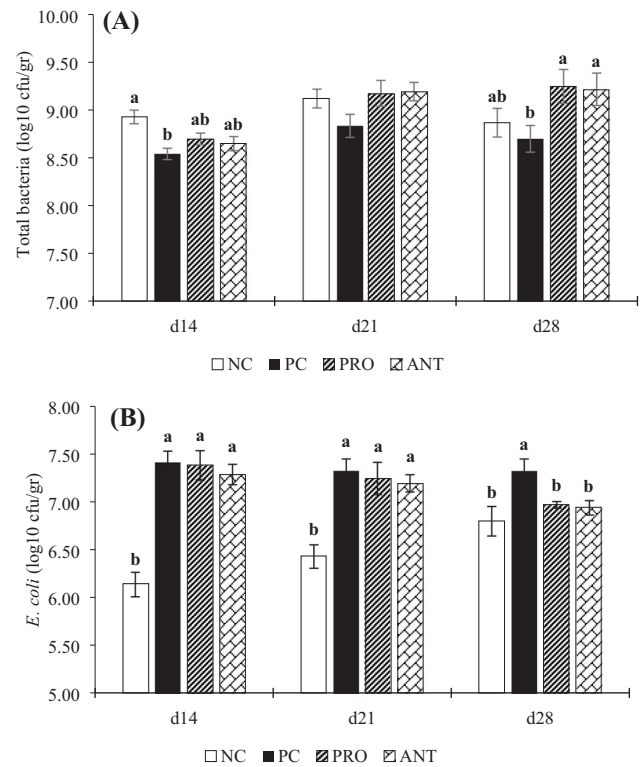 (A)
Total bacteria (log10 cfu/gr)
10.00
9.50
9.00
8.50
8.00
7.50
7.00
a b ab ab
ab b a a
d14 d21 d28
NC PC PRO ANT
(B)
E. coli (log10 cfu/gr)
8.00
7.50
7.00
6.50
6.00
5.50
5.00
b a a a
b a a a
b a b b
d14 d21 d28
NC PC PRO ANT